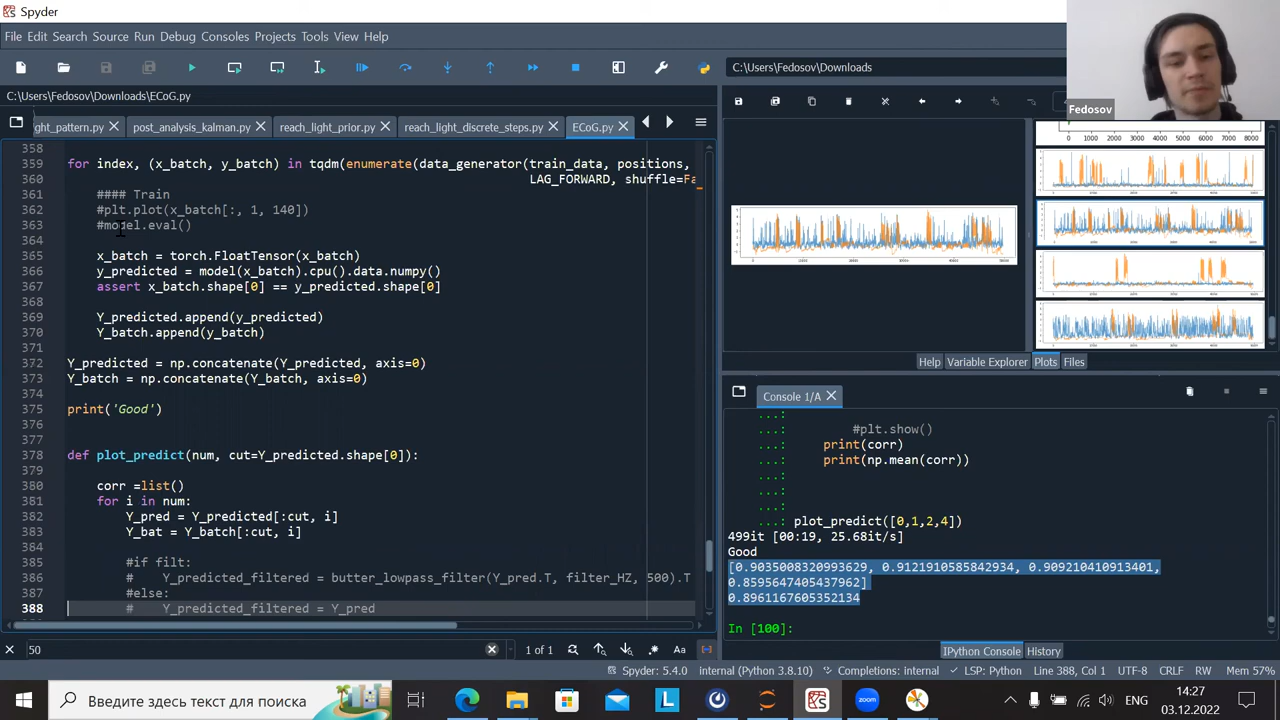 Spyder
File Edit Search Source Run Debug Consoles Projects Tools View Help
C:\Users\Fedosov\Downloads
Fedosov
C:\Users\Fedosov\Downloads\ECoG.py
ght_pattern.py post_analysis_kalman.py reach_light_prior.py reach_light_discrete_steps.py ECoG.py
358
359 for index, (x_batch, y_batch) in tqdm(enumerate(data_generator(train_data, positions,
360 LAG_FORWARD, shuffle=Fa
361 #### Train
362 #plt.plot(x_batch[:, 1, 140])
363 #model.eval()
364
365 x_batch = torch.FloatTensor(x_batch)
366 y_predicted = model(x_batch).cpu().data.numpy()
367 assert x_batch.shape[0] == y_predicted.shape[0]
368
369 Y_predicted.append(y_predicted)
370 Y_batch.append(y_batch)
371
372 Y_predicted = np.concatenate(Y_predicted, axis=0)
373 Y_batch = np.concatenate(Y_batch, axis=0)
374
375 print('Good')
376
377
378 def plot_predict(num, cut=Y_predicted.shape[0]):
379
380 corr =list()
381 for i in num:
382 Y_pred = Y_predicted[:cut, i]
383 Y_bat = Y_batch[:cut, i]
384
385 #if filt:
386 # Y_predicted_filtered = butter_lowpass_filter(Y_pred.T, filter_HZ, 500).T
387 #else:
388 # Y_predicted_filtered = Y_pred
50 1 of 1 Aa
0 1000 2000 3000 4000 5000 6000 7000 8000
Help Variable Explorer Plots Files
Console 1/A
...: #plt.show()
...: print(corr)
...: print(np.mean(corr))
...:
...:
...:
...: plot_predict([0,1,2,4])
499it [00:19, 25.68it/s]
Good
[0.9035008320993629, 0.9121910585842934, 0.909210410913401,
0.8595647405437962]
0.8961167605352134
In [100]:
IPython Console History
Spyder: 5.4.0 internal (Python 3.8.10) Completions: internal LSP: Python Line 388, Col 1 UTF-8 CRLF RW Mem 57%
Введите здесь текст для поиска
zoom
ENG
14:27
03.12.2022